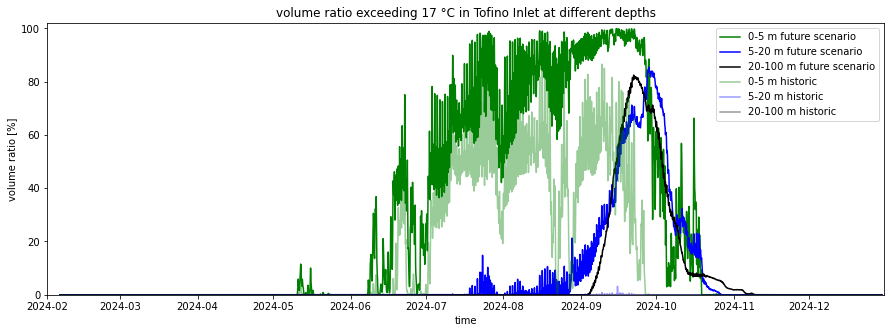 volume ratio exceeding 17 °C in Tofino Inlet at different depths
100
80
60
40
20
0
volume ratio [%]
0-5 m future scenario
5-20 m future scenario
20-100 m future scenario
0-5 m historic
5-20 m historic
20-100 m historic
2024-02 2024-03 2024-04 2024-05 2024-06 2024-07 2024-08 2024-09 2024-10 2024-11 2024-12
time